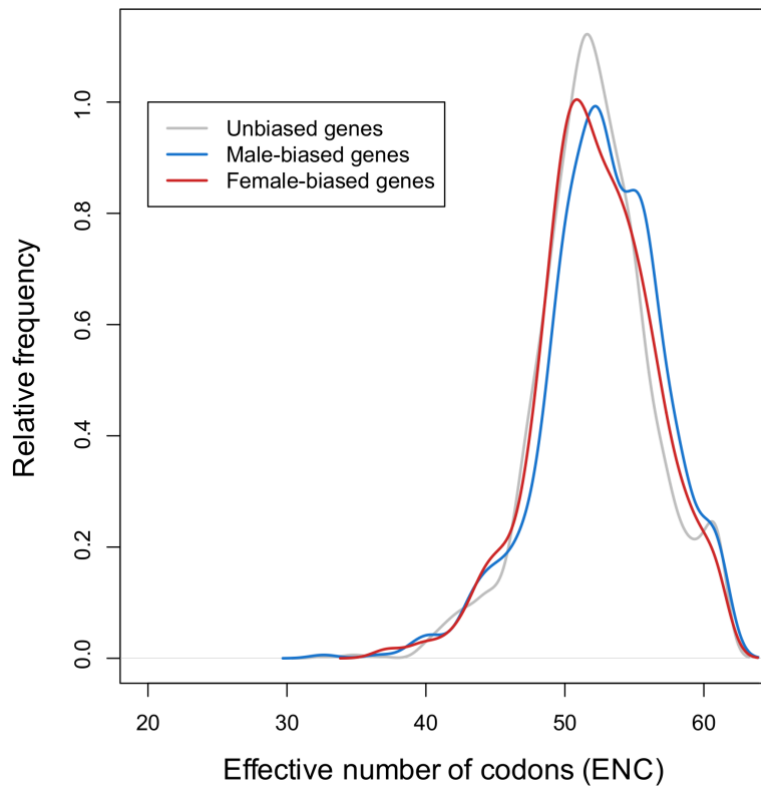 Unbiased genes
Male-biased genes
Female-biased genes
Relative frequency
1.0
0.8
0.6
0.4
0.2
0.0
20 30 40 50 60
Effective number of codons (ENC)